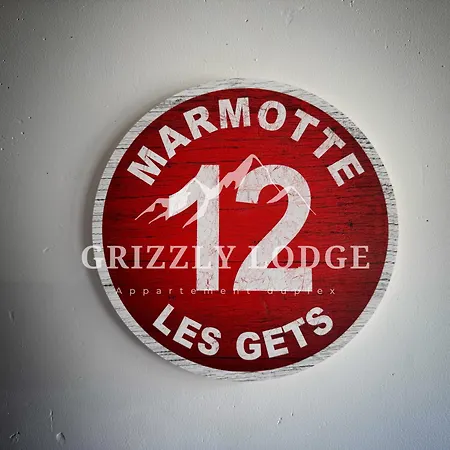 MARMOTTE
12
GRIZZLY LODGE
Appartement duplex
LES GETS